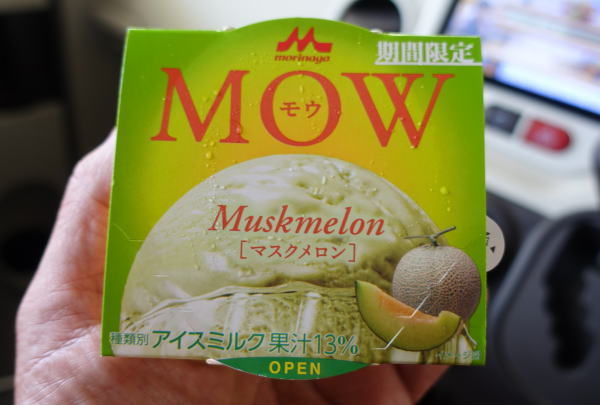 morinaga
期間限定
MOW
モウ
Muskmelon
[マスクメロン]
種類別 アイスミルク 果汁13%
OPEN